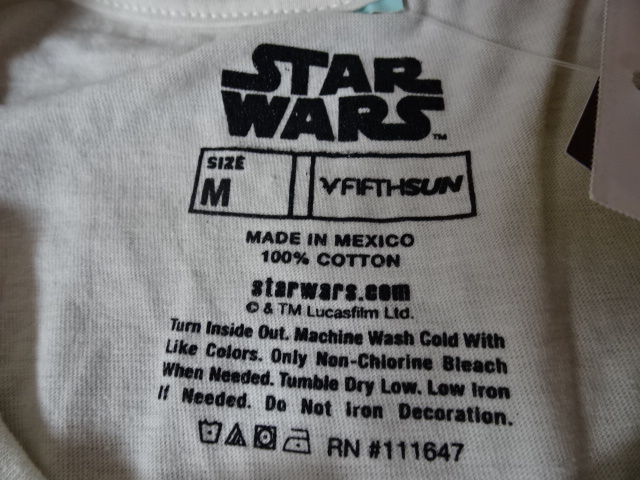 STAR
WARS™
SIZE
M
FIFTHSUN
MADE IN MEXICO
100% COTTON
starwars.com
© & TM Lucasfilm Ltd.
Turn Inside Out. Machine Wash Cold With
Like Colors. Only Non-Chlorine Bleach
When Needed. Tumble Dry Low. Low Iron
If Needed. Do Not Iron Decoration.
RN #111647